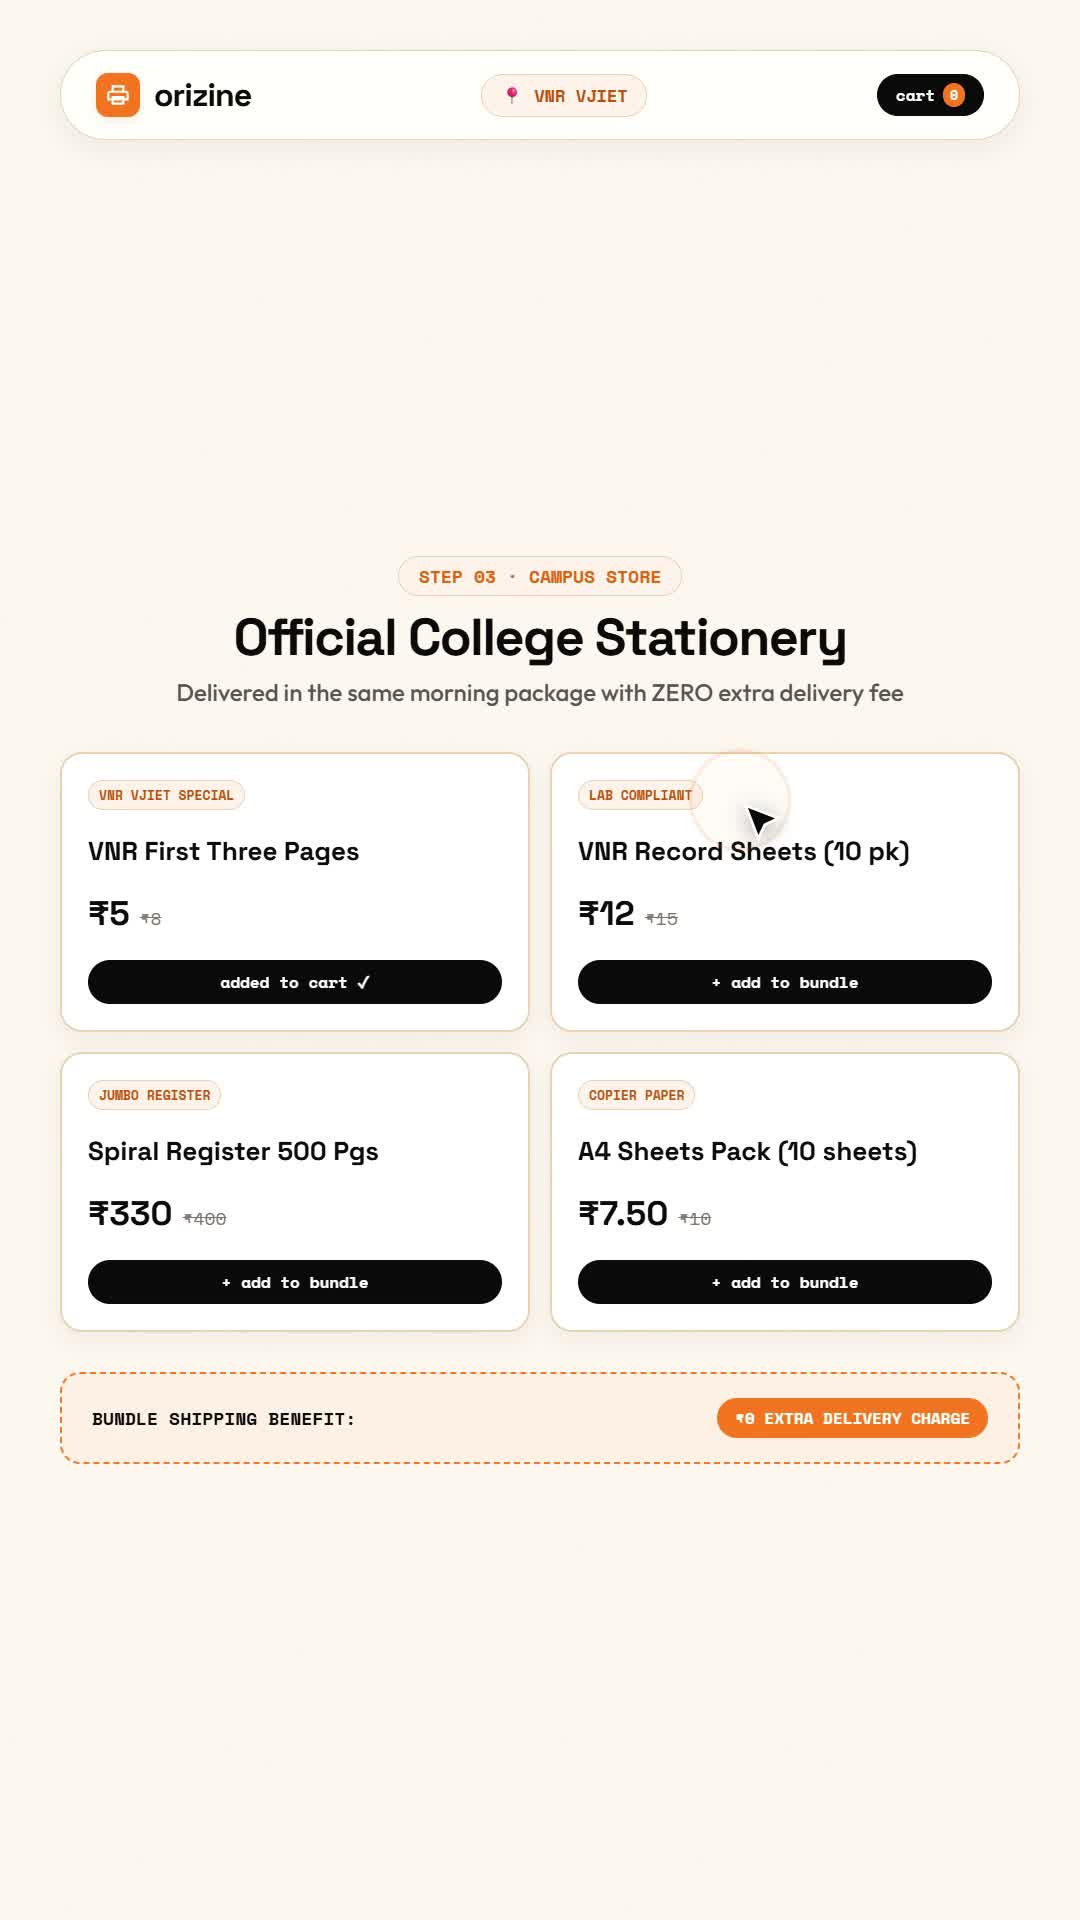 orizine
VNR VJIET
cart 0
STEP 03 · CAMPUS STORE
Official College Stationery
Delivered in the same morning package with ZERO extra delivery fee
VNR VJIET SPECIAL
VNR First Three Pages
₹5 ₹8
added to cart ✓
LAB COMPLIANT
VNR Record Sheets (10 pk)
₹12 ₹15
+ add to bundle
JUMBO REGISTER
Spiral Register 500 Pgs
₹330 ₹400
+ add to bundle
COPIER PAPER
A4 Sheets Pack (10 sheets)
₹7.50 ₹10
+ add to bundle
BUNDLE SHIPPING BENEFIT:
₹0 EXTRA DELIVERY CHARGE